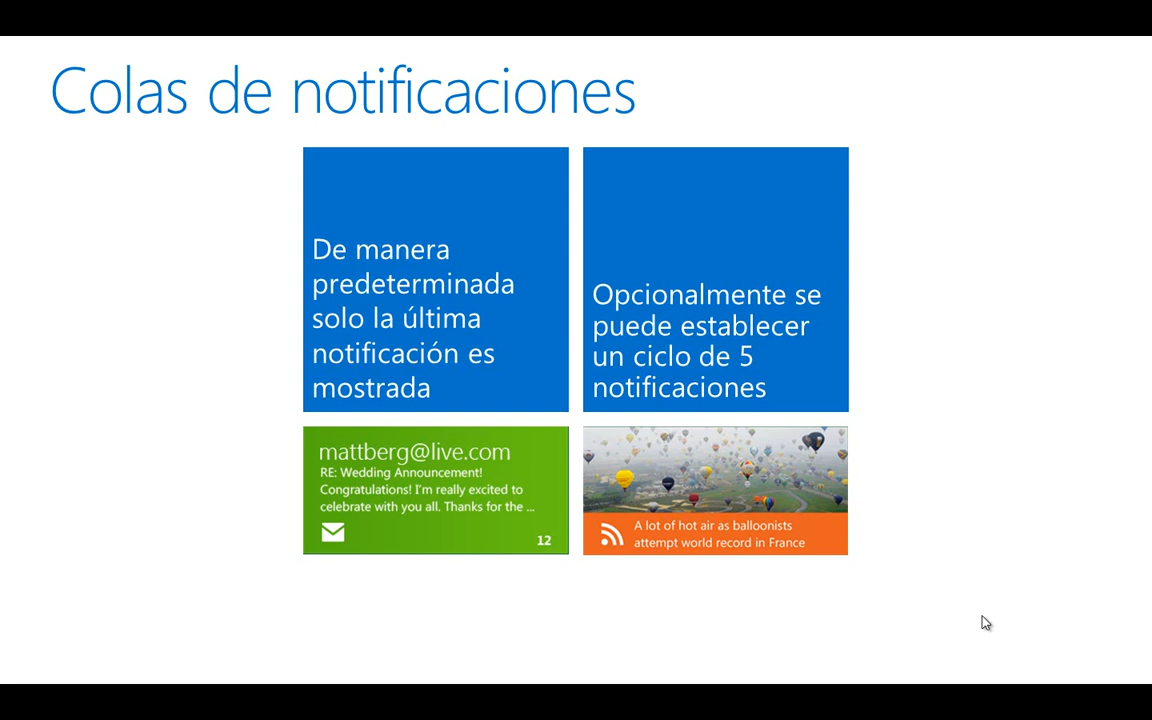 Colas de notificaciones
De manera
predeterminada
solo la última
notificación es
mostrada
Opcionalmente se
puede establecer
un ciclo de 5
notificaciones
mattberg@live.com
RE: Wedding Announcement!
Congratulations! I'm really excited to
celebrate with you all. Thanks for the ...
12
A lot of hot air as balloonists
attempt world record in France